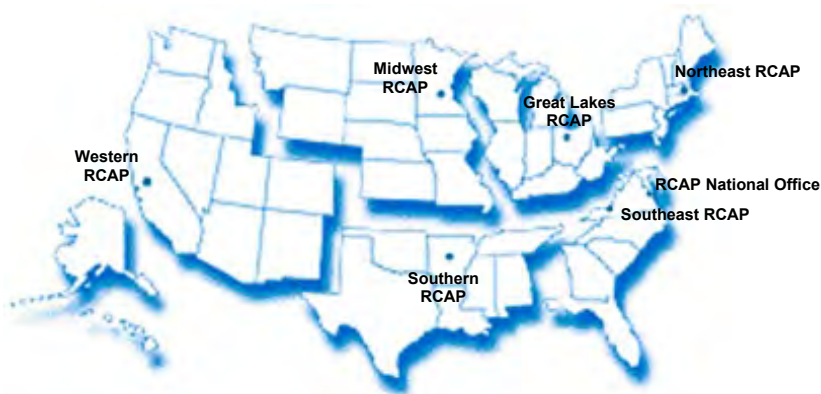 Midwest
RCAP
Northeast RCAP
Great Lakes
RCAP
Western
RCAP
RCAP National Office
Southeast RCAP
Southern
RCAP